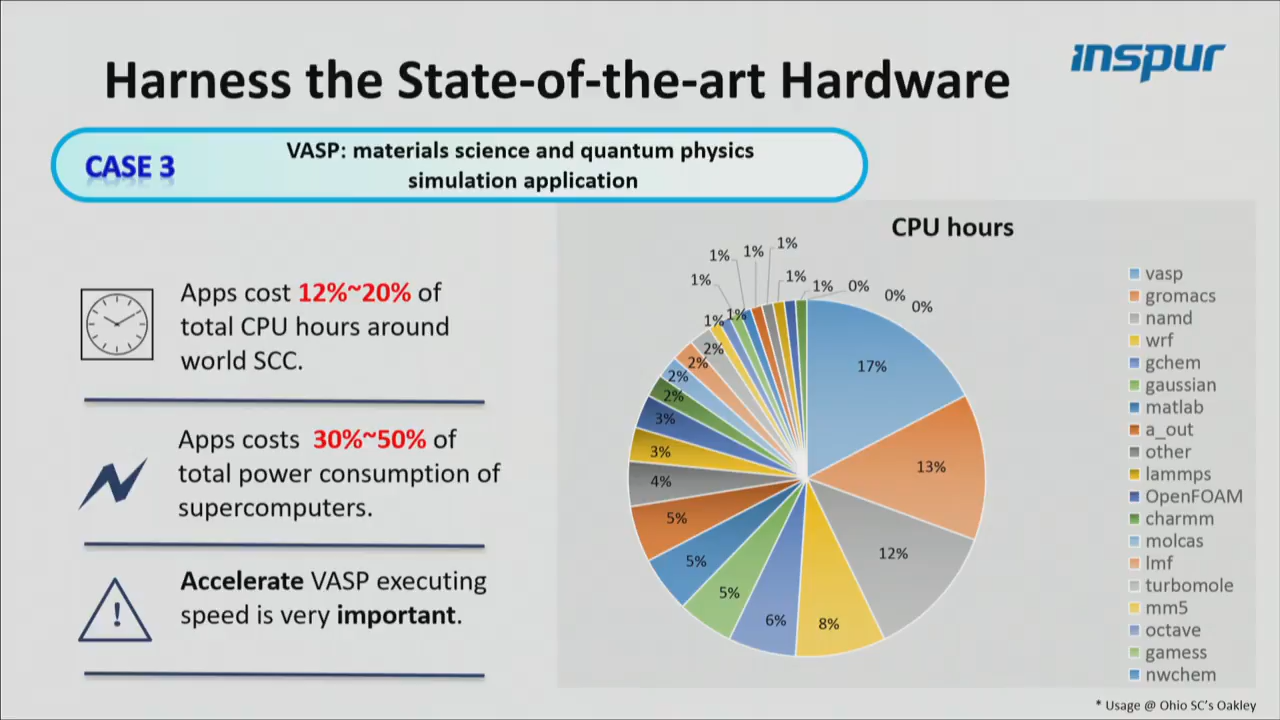 Harness the State-of-the-art Hardware
inspur
CASE 3
VASP: materials science and quantum physics
simulation application
Apps cost 12%~20% of
total CPU hours around
world SCC.
Apps costs 30%~50% of
total power consumption of
supercomputers.
Accelerate VASP executing
speed is very important.
CPU hours
17%
13%
12%
8%
6%
5%
5%
5%
4%
3%
3%
2%
2%
2%
2%
1%
1%
1%
1%
1%
1%
1%
1%
0%
0%
0%
vasp
gromacs
namd
wrf
gchem
gaussian
matlab
a_out
other
lammps
OpenFOAM
charmm
molcas
lmf
turbomole
mm5
octave
gamess
nwchem
* Usage @ Ohio SC's Oakley